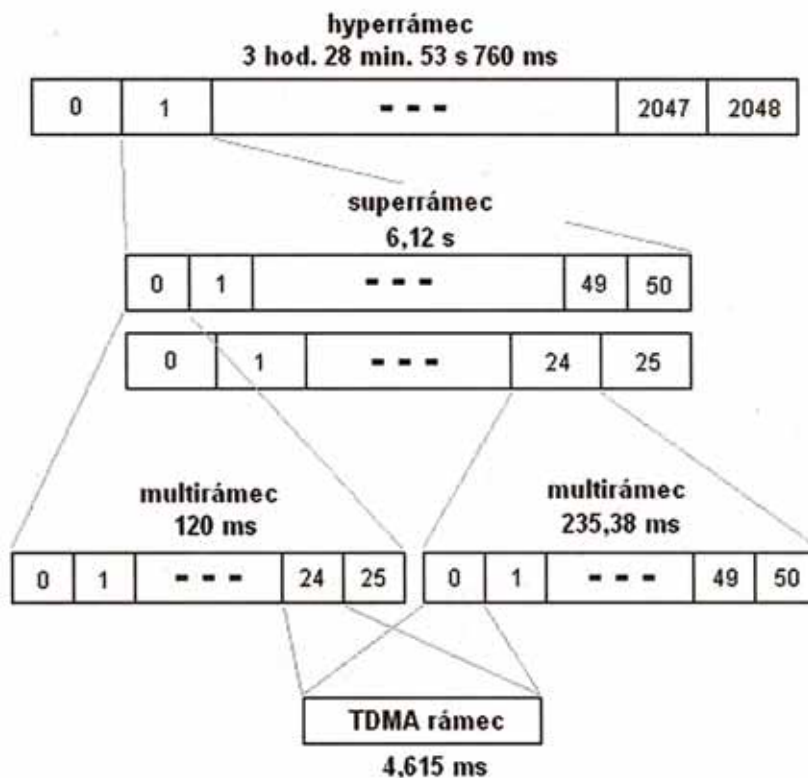 hyperrámec
3 hod. 28 min. 53 s 760 ms
0 1 - - - 2047 2048
superrámec
6,12 s
0 1 - - - 49 50
0 1 - - - 24 25
multirámec
120 ms
multirámec
235,38 ms
0 1 - - - 24 25
0 1 - - - 49 50
TDMA rámec
4,615 ms